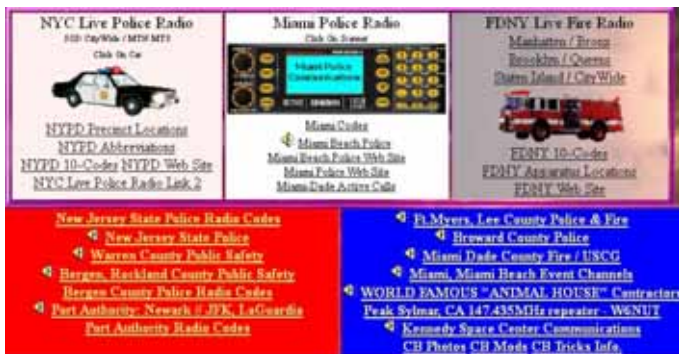 NYC Live Police Radio
SOD CityWide / MTN MTS
Click On Car
NYPD Precinct Locations
NYPD Abbreviations
NYPD 10-Codes NYPD Web Site
NYC Live Police Radio Link 2
Miami Police Radio
Click On Scanner
Miami Police
Communications
Miami Codes
Miami Beach Police
Miami Beach Police Web Site
Miami Police Web Site
Miami-Dade Active Calls
FDNY Live Fire Radio
Manhatten / Bronx
Brooklyn / Queens
Staten Island / CityWide
FDNY 10-Codes
FDNY Apparatus Locations
FDNY Web Site
New Jersey State Police Radio Codes
New Jersey State Police
Warren County Public Safety
Bergen, Rockland County Public Safety
Bergen County Police Radio Codes
Port Authority: Newark // JFK, LaGuardia
Port Authority Radio Codes
Ft.Myers, Lee County Police & Fire
Broward County Police
Miami Dade County Fire / USCG
Miami, Miami Beach Event Channels
WORLD FAMOUS "ANIMAL HOUSE" Contractors
Peak Sylmar, CA 147.435MHz repeater - W6NUT
Kennedy Space Center Communications
CB Photos CB Mods CB Tricks Info.